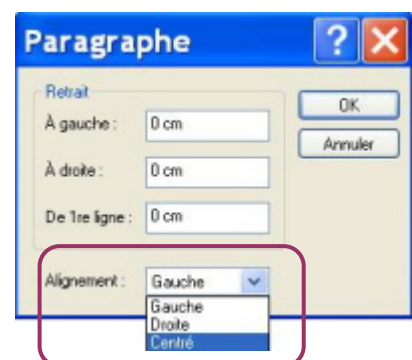 Paragraphe
Retrait
À gauche : 0 cm
À droite : 0 cm
De 1re ligne : 0 cm
OK
Annuler
Alignement : Gauche
Gauche
Droite
Centré